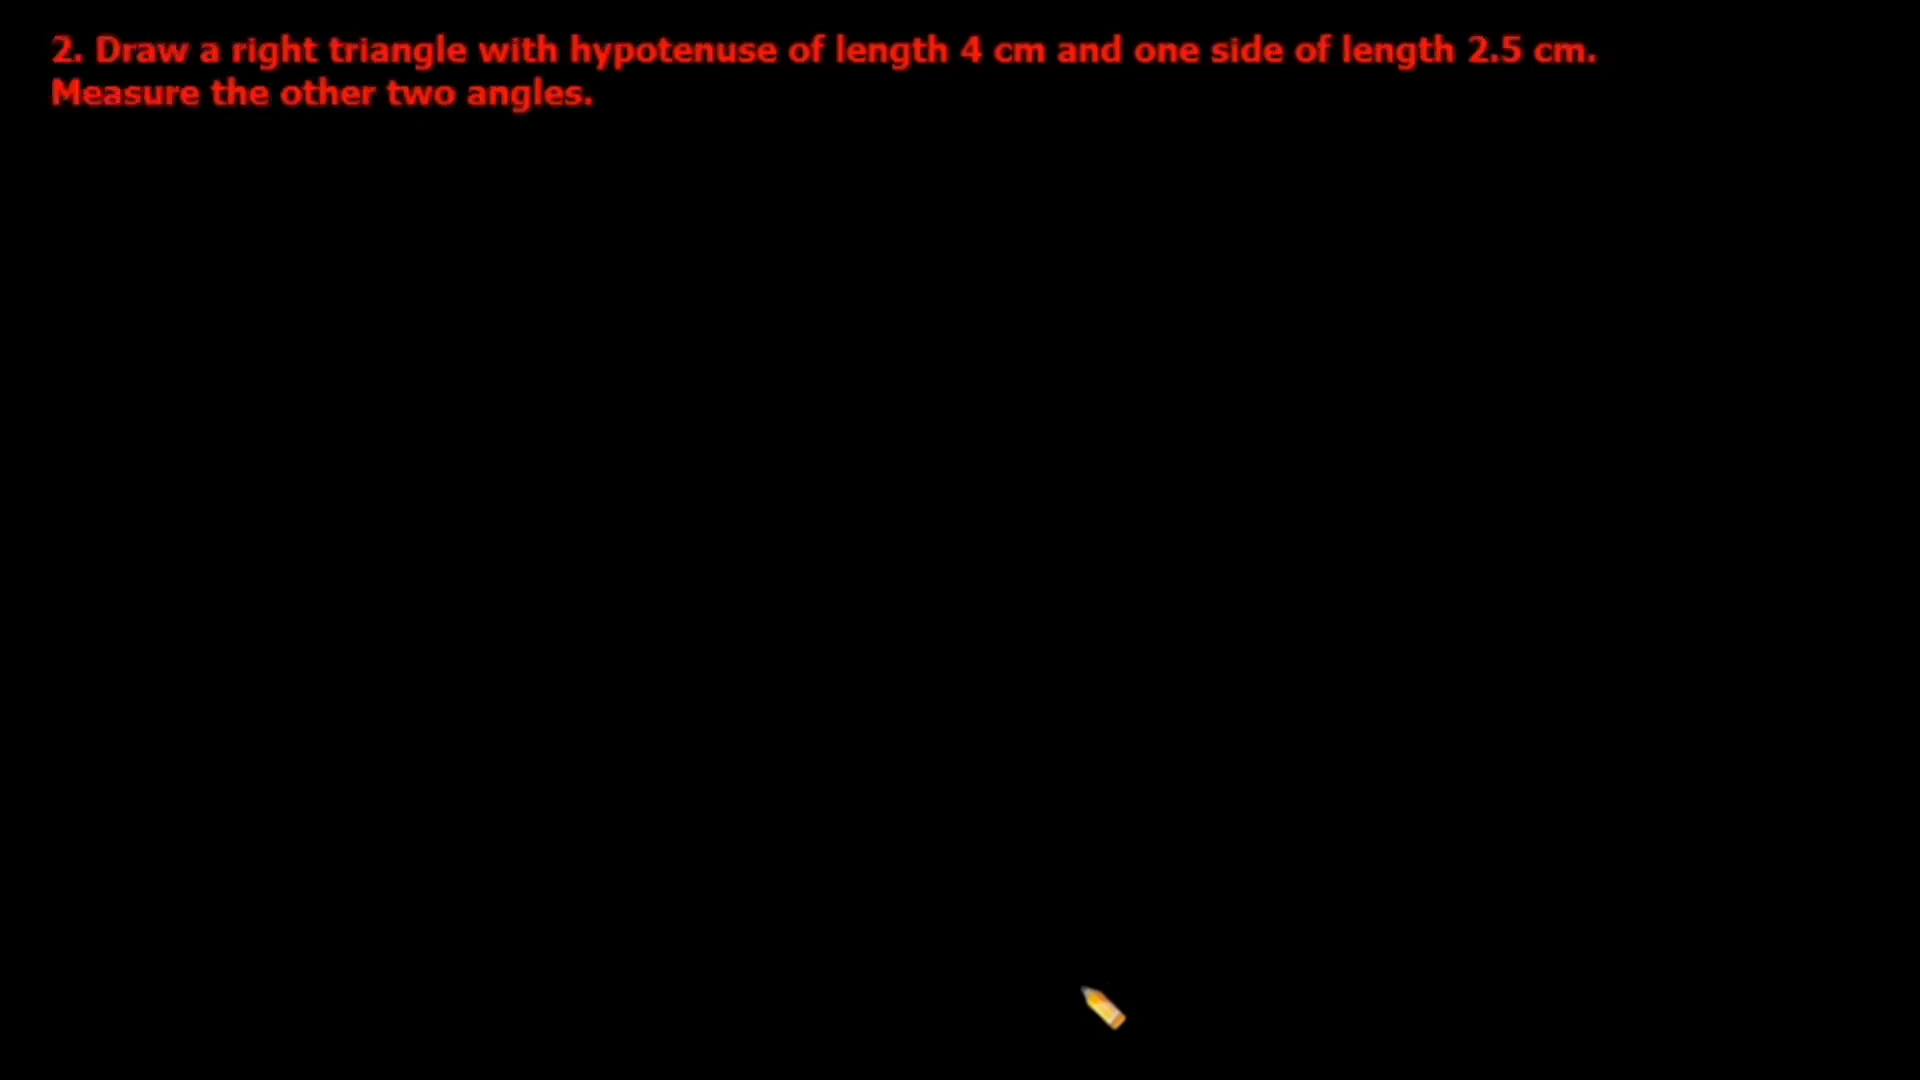 2. Draw a right triangle with hypotenuse of length 4 cm and one side of length 2.5 cm.
Measure the other two angles.